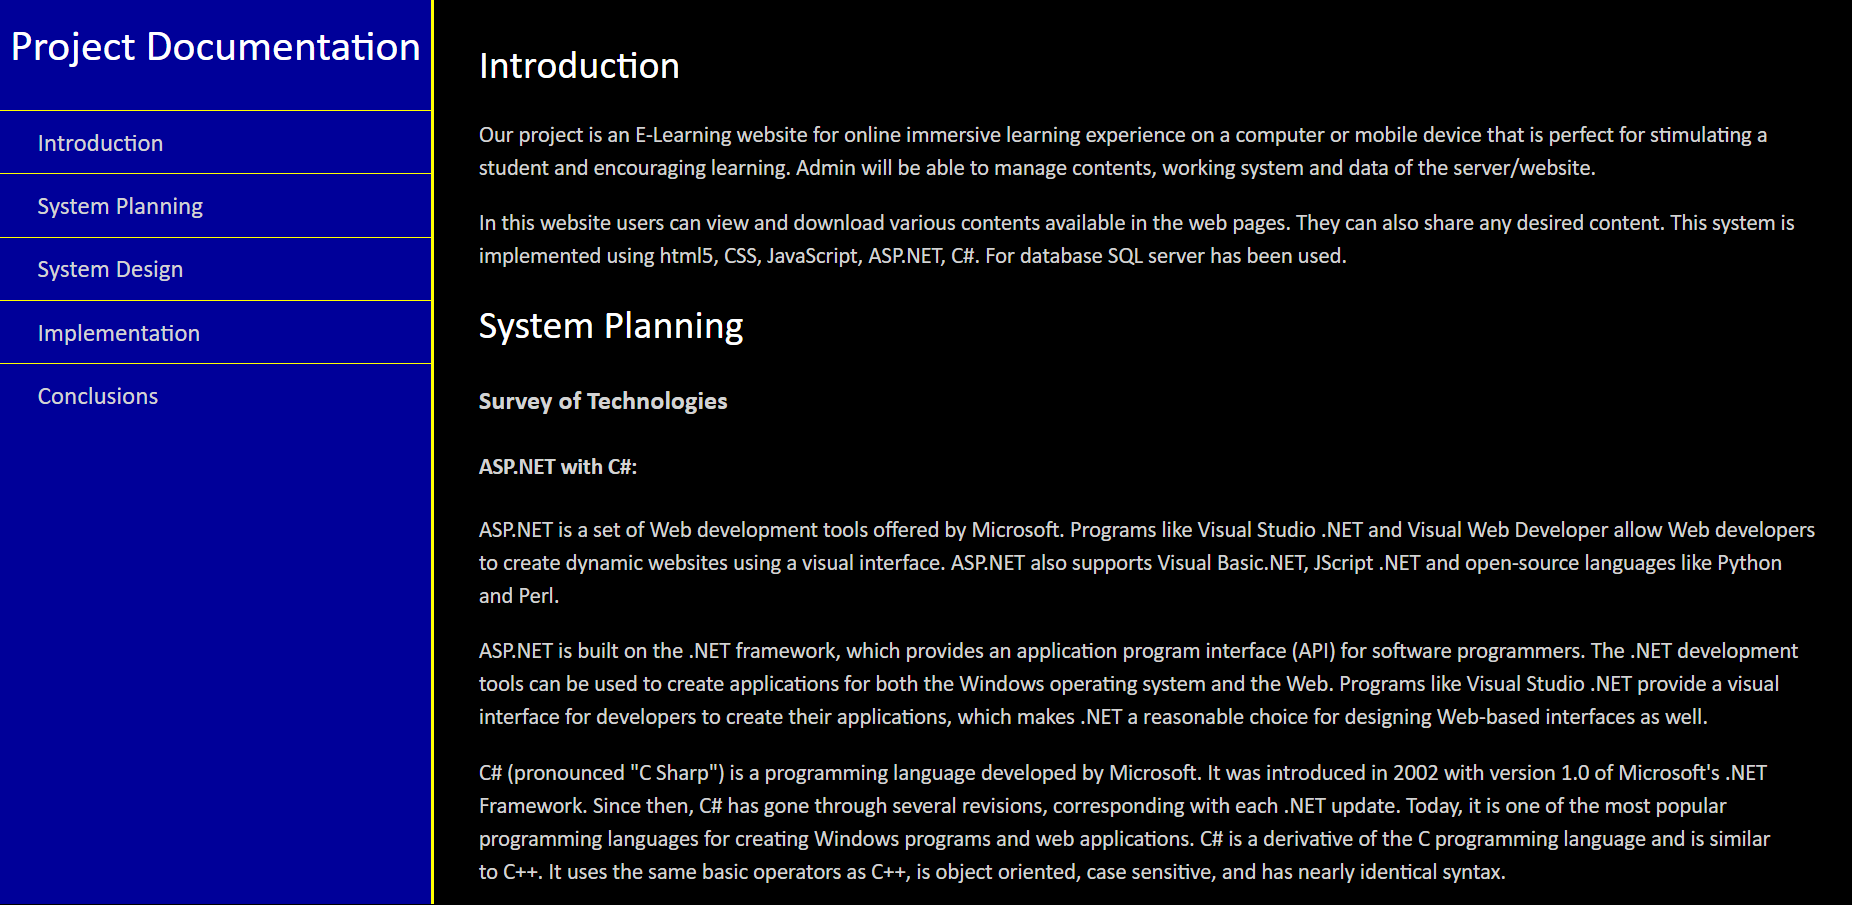 Project Documentation
Introduction
System Planning
System Design
Implementation
Conclusions
Introduction
Our project is an E-Learning website for online immersive learning experience on a computer or mobile device that is perfect for stimulating a
student and encouraging learning. Admin will be able to manage contents, working system and data of the server/website.
In this website users can view and download various contents available in the web pages. They can also share any desired content. This system is
implemented using html5, CSS, JavaScript, ASP.NET, C#. For database SQL server has been used.
System Planning
Survey of Technologies
ASP.NET with C#:
ASP.NET is a set of Web development tools offered by Microsoft. Programs like Visual Studio .NET and Visual Web Developer allow Web developers
to create dynamic websites using a visual interface. ASP.NET also supports Visual Basic.NET, JScript .NET and open-source languages like Python
and Perl.
ASP.NET is built on the .NET framework, which provides an application program interface (API) for software programmers. The .NET development
tools can be used to create applications for both the Windows operating system and the Web. Programs like Visual Studio .NET provide a visual
interface for developers to create their applications, which makes .NET a reasonable choice for designing Web-based interfaces as well.
C# (pronounced "C Sharp") is a programming language developed by Microsoft. It was introduced in 2002 with version 1.0 of Microsoft's .NET
Framework. Since then, C# has gone through several revisions, corresponding with each .NET update. Today, it is one of the most popular
programming languages for creating Windows programs and web applications. C# is a derivative of the C programming language and is similar
to C++. It uses the same basic operators as C++, is object oriented, case sensitive, and has nearly identical syntax.